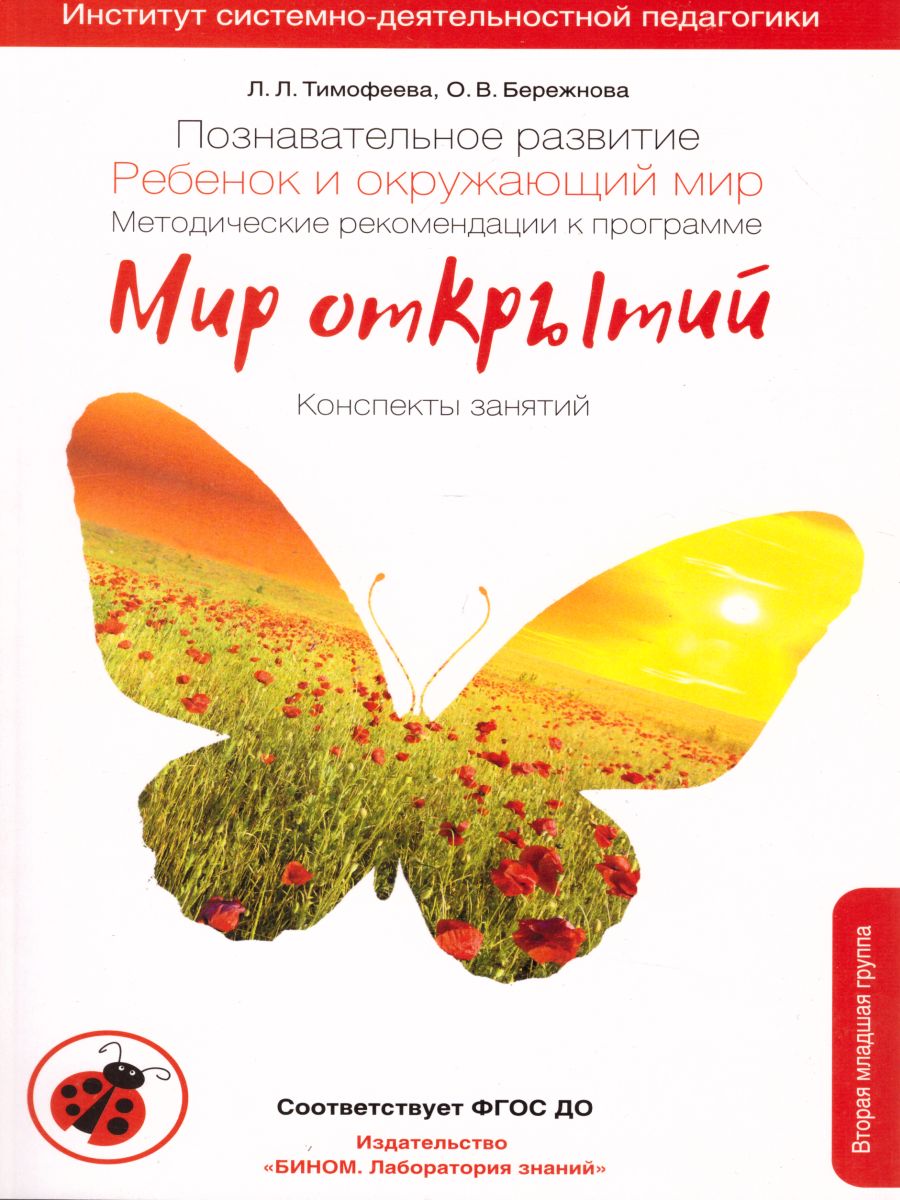 Институт системно-деятельностной педагогики
Л. Л. Тимофеева, О. В. Бережнова
Познавательное развитие
Ребенок и окружающий мир
Методические рекомендации к программе
Мир открытий
Конспекты занятий
Вторая младшая группа
Соответствует ФГОС ДО
Издательство
«БИНОМ. Лаборатория знаний»